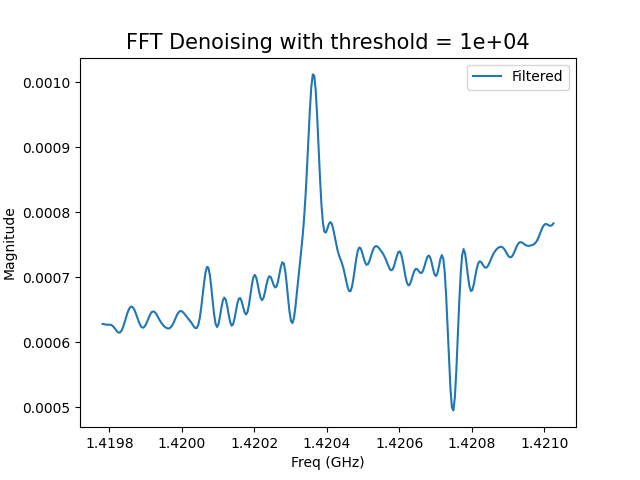 FFT Denoising with threshold = 1e+04
Filtered
0.0010
0.0009
0.0008
0.0007
0.0006
0.0005
Magnitude
1.4198 1.4200 1.4202 1.4204 1.4206 1.4208 1.4210
Freq (GHz)